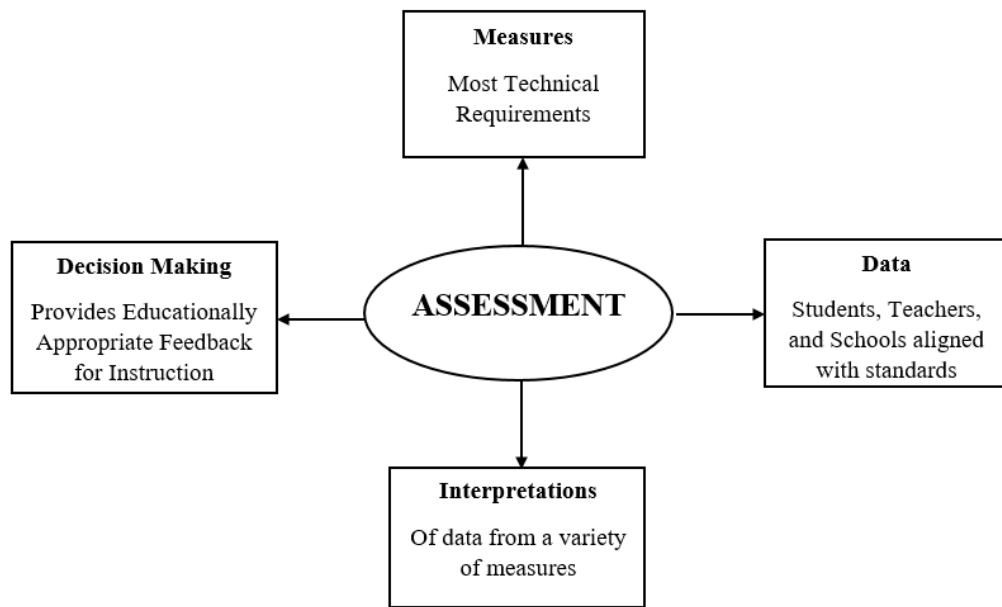 Measures
Most Technical
Requirements
Decision Making
Provides Educationally
Appropriate Feedback
for Instruction
ASSESSMENT
Data
Students, Teachers,
and Schools aligned
with standards
Interpretations
Of data from a variety
of measures